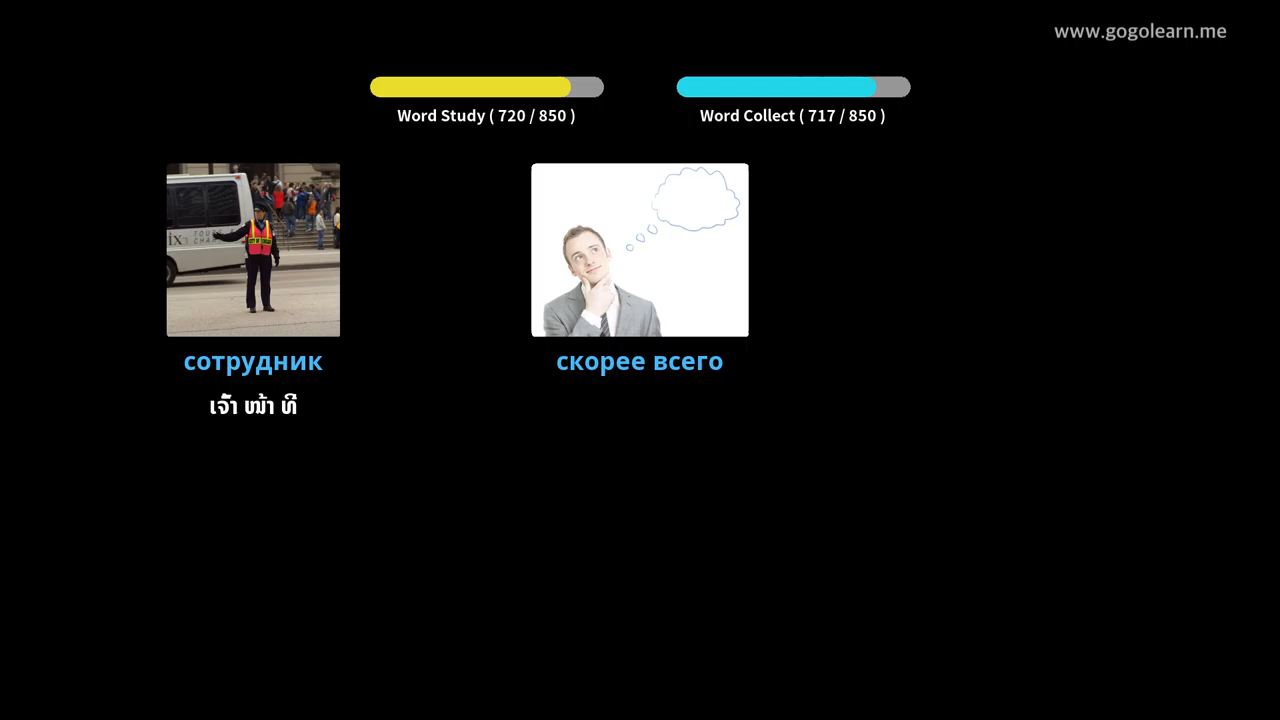 www.gogolearn.me
Word Study ( 720 / 850 )
Word Collect ( 717 / 850 )
сотрудник
скорее всего
ເຈົ້າ ໜ້າ ທີ່